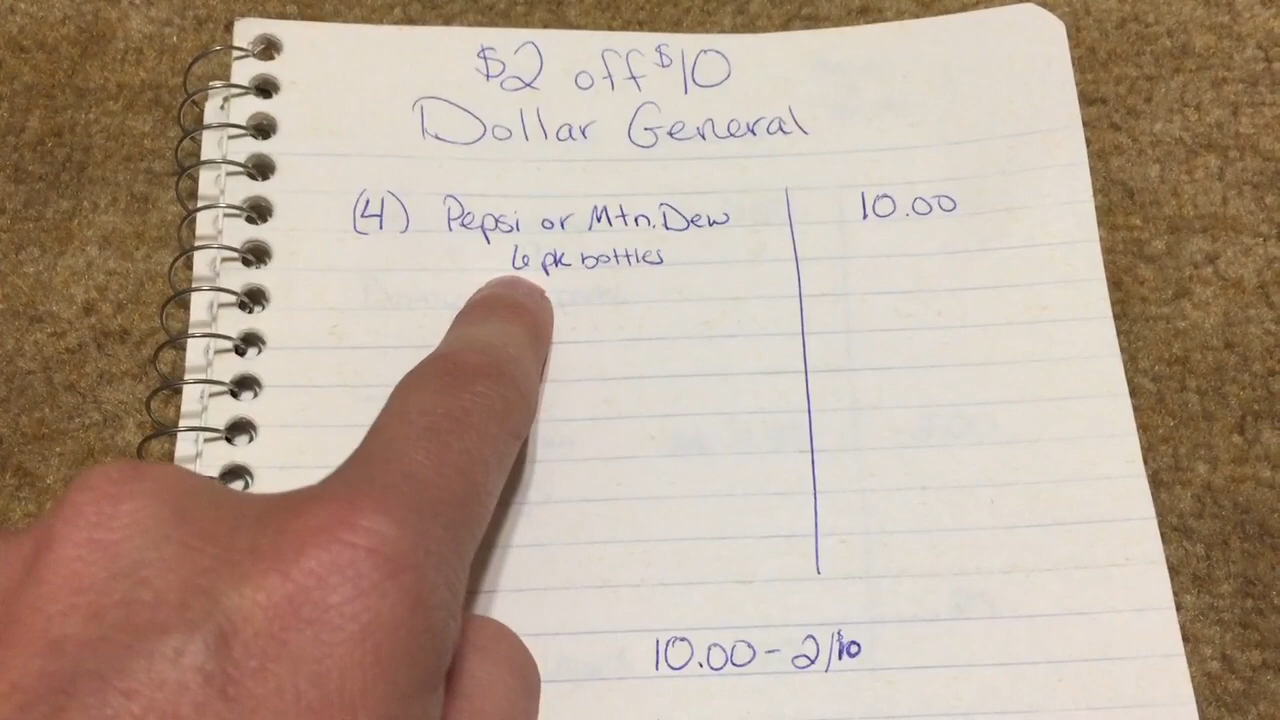 $2 off $10
Dollar General
(4) Pepsi or Mtn. Dew 10.00
6 pk bottles
10.00 - 2/$10